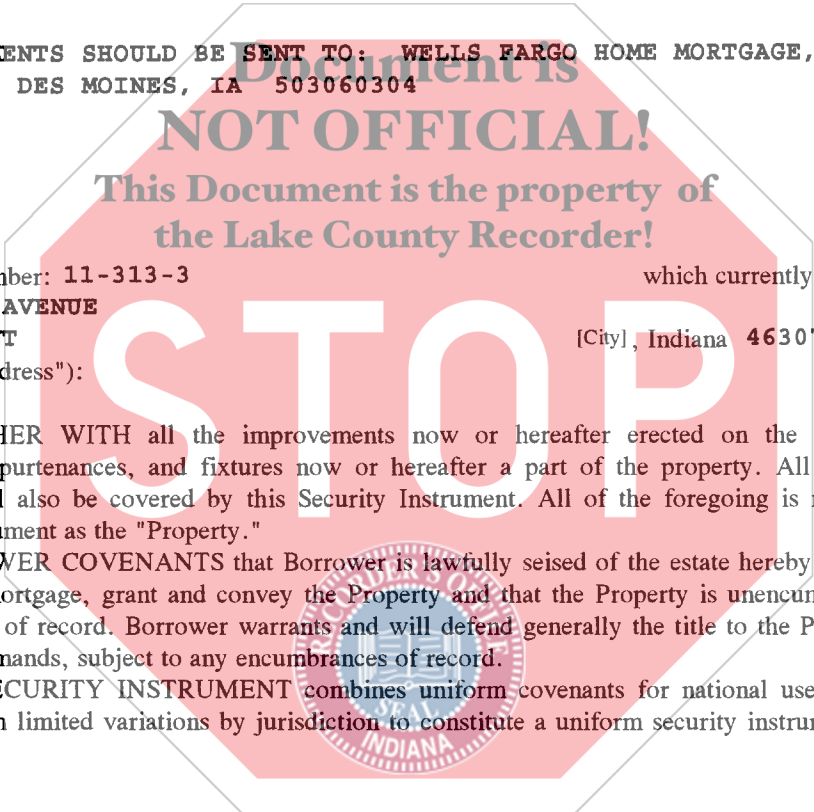 ENTS SHOULD BE SENT TO: WELLS FARGO HOME MORTGAGE,
DES MOINES, IA 503060304
Document is
NOT OFFICIAL!
This Document is the property of
the Lake County Recorder!
nber: 11-313-3 which currently
AVENUE
T [City], Indiana 46307
dress"):
STOP
HER WITH all the improvements now or hereafter erected on the
purtenances, and fixtures now or hereafter a part of the property. All
l also be covered by this Security Instrument. All of the foregoing is
ument as the "Property."
WER COVENANTS that Borrower is lawfully seised of the estate hereby
ortgage, grant and convey the Property and that the Property is unencum
of record. Borrower warrants and will defend generally the title to the P
mands, subject to any encumbrances of record.
ECURITY INSTRUMENT combines uniform covenants for national use
n limited variations by jurisdiction to constitute a uniform security instru
RECORDER'S OFFICE
SEAL
INDIANA